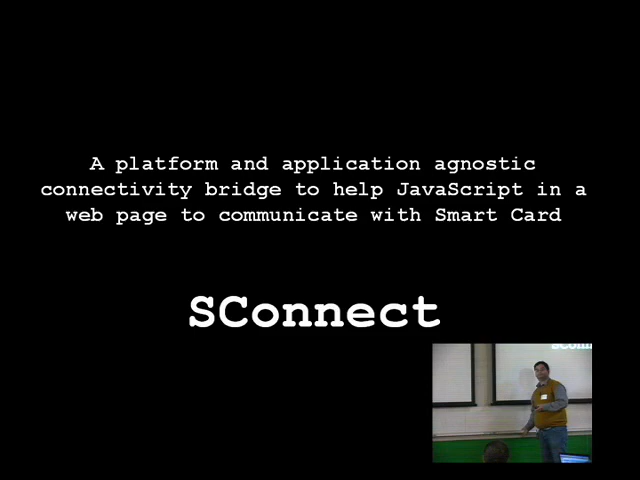 A platform and application agnostic
connectivity bridge to help JavaScript in a
web page to communicate with Smart Card
SConnect